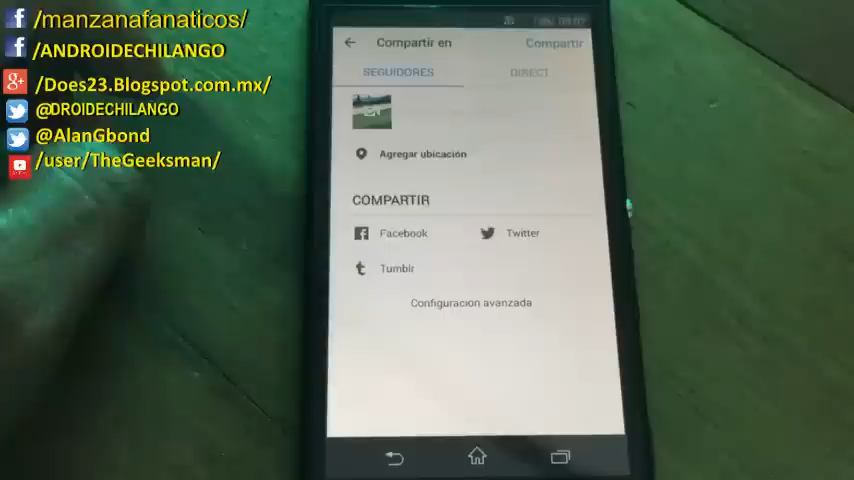 /manzanafanaticos/
/ANDROIDECHILANGO
/Does23.Blogspot.com.mx/
@DROIDECHILANGO
@AlanGbond
/user/TheGeeksman/
Compartir en
Compartir
SEGUIDORES
DIRECT
Agregar ubicación
COMPARTIR
Facebook
Twitter
Tumblr
Configuración avanzada